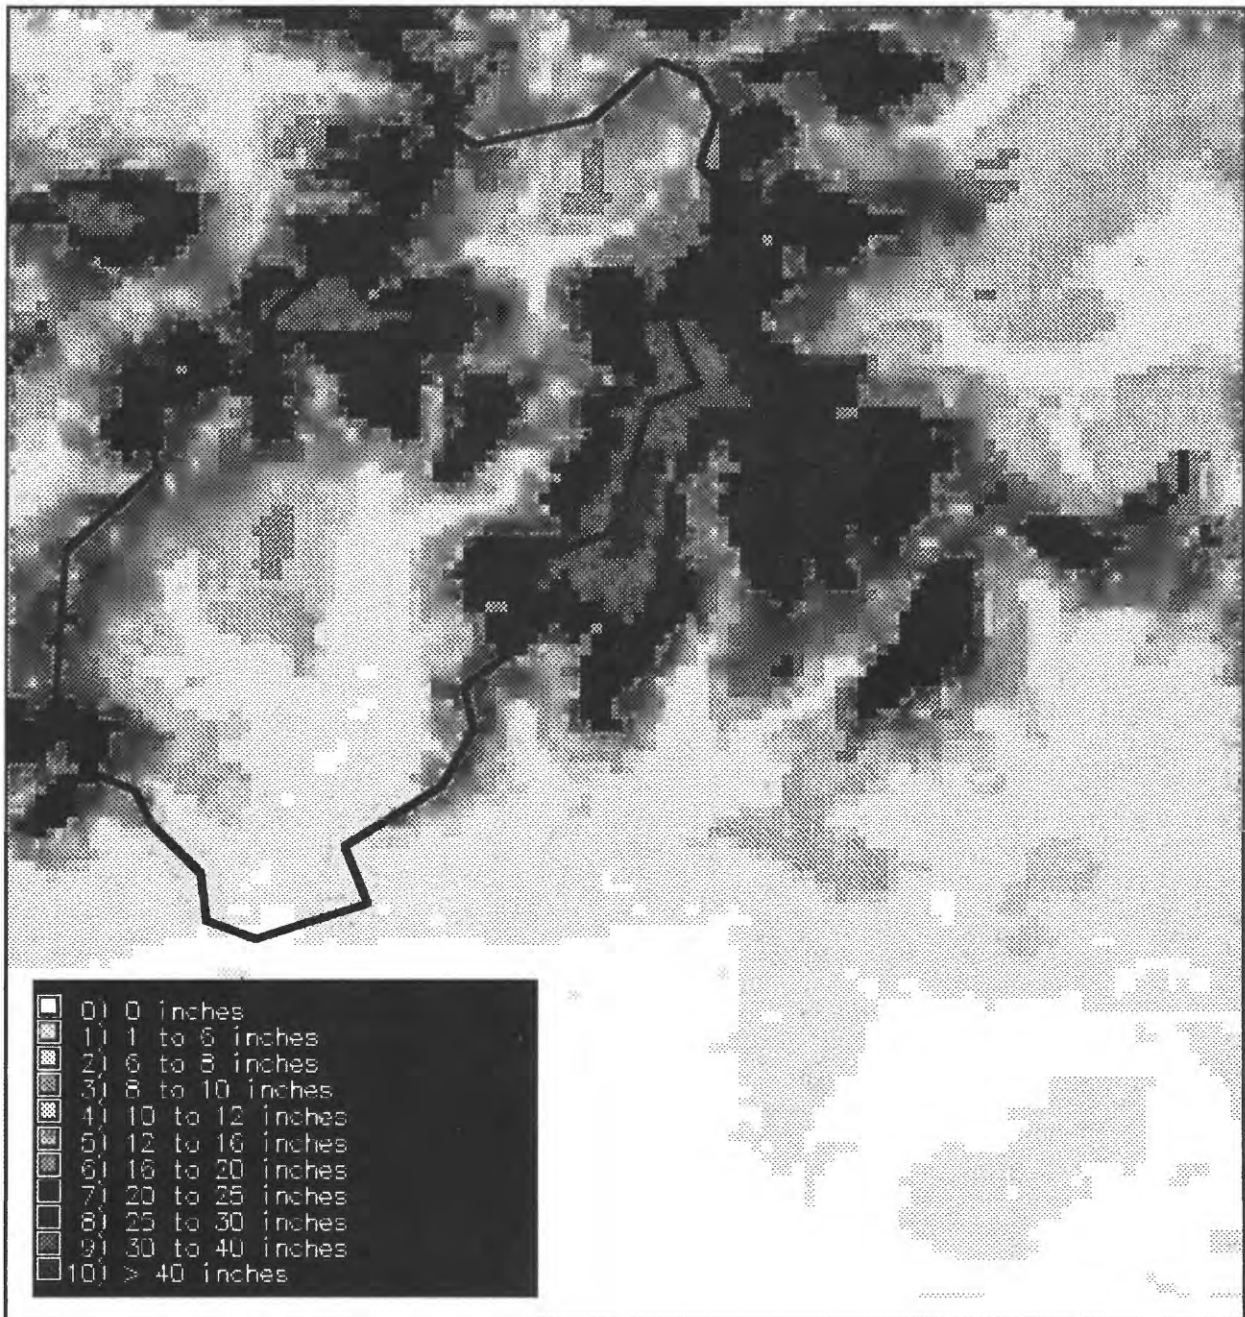 0) 0 inches
1) 1 to 6 inches
2) 6 to 8 inches
3) 8 to 10 inches
4) 10 to 12 inches
5) 12 to 16 inches
6) 16 to 20 inches
7) 20 to 25 inches
8) 25 to 30 inches
9) 30 to 40 inches
10) > 40 inches